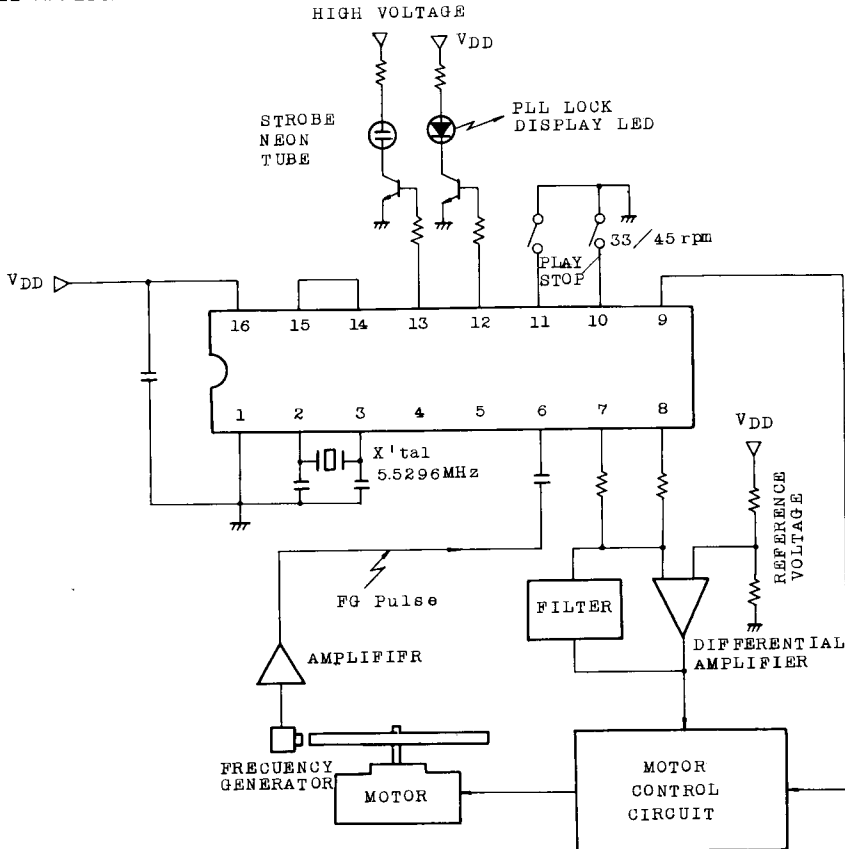 HIGH VOLTAGE
VDD
STROBE
NEON
TUBE
PLL LOCK
DISPLAY LED
33/45rpm
PLAY
STOP
VDD
16 15 14 13 12 11 10 9
1 2 3 4 5 6 7 8
X'tal
5.5296MHz
VDD
REFERENCE
VOLTAGE
FG Pulse
FILTER
AMPLIFIFR
DIFFERENTIAL
AMPLIFIER
FRECUENCY
GENERATOR
MOTOR
MOTOR
CONTROL
CIRCUIT